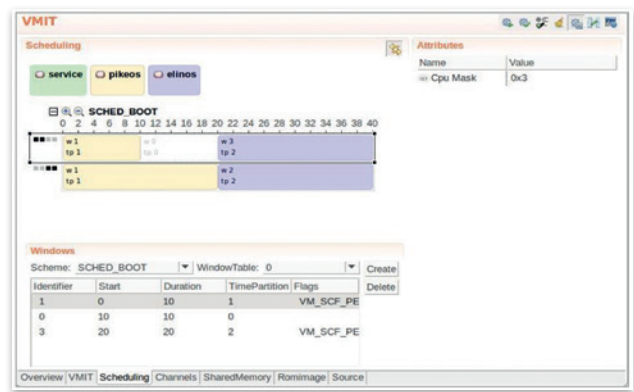 VMIT
Scheduling
service pikeos elinos
SCHED_BOOT
0 2 4 6 8 10 12 14 16 18 20 22 24 26 28 30 32 34 36 38 40
w 1 w 0 w 3
tp 1 tp 0 tp 2
w 1 w 2
tp 1 tp 2
Attributes
Name Value
Cpu Mask 0x3
Windows
Scheme: SCHED_BOOT WindowTable: 0 Create
Identifier Start Duration TimePartition Flags Delete
1 0 10 1 VM_SCF_PE
0 10 10 0
3 20 20 2 VM_SCF_PE
Overview VMIT Scheduling Channels SharedMemory Romimage Source